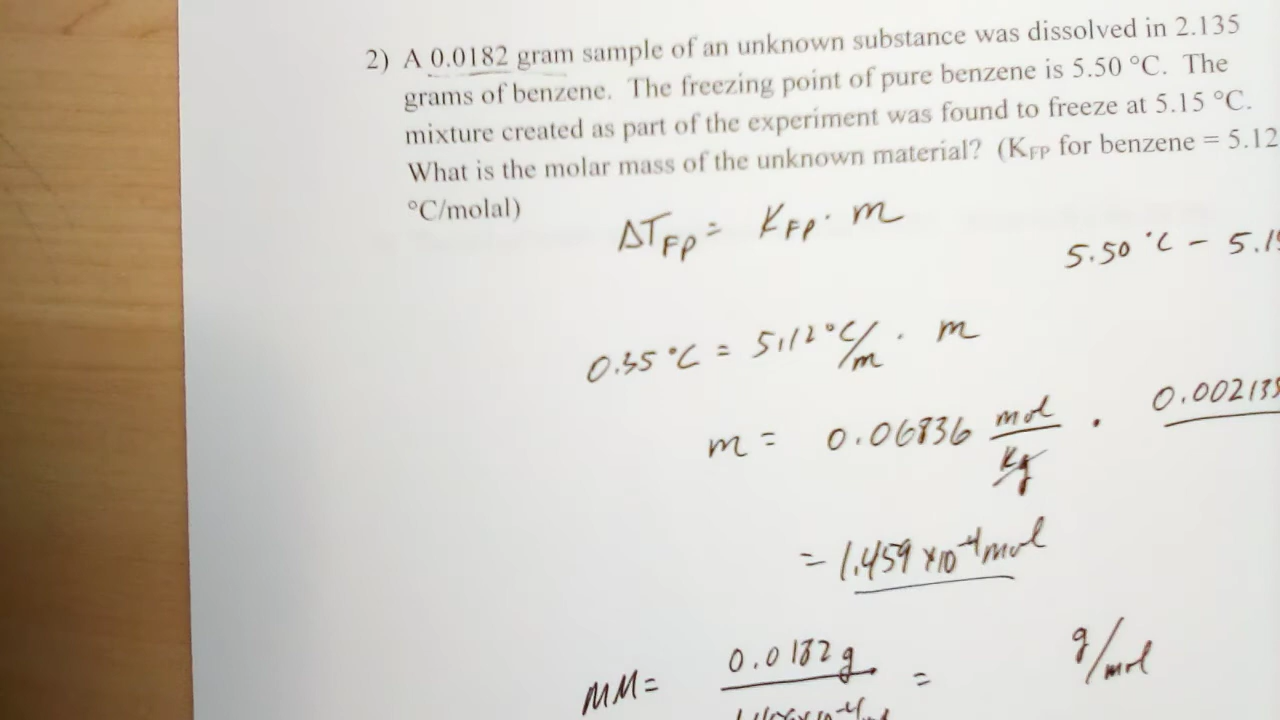 2) A 0.0182 gram sample of an unknown substance was dissolved in 2.135
grams of benzene. The freezing point of pure benzene is 5.50 °C. The
mixture created as part of the experiment was found to freeze at 5.15 °C.
What is the molar mass of the unknown material? (KFP for benzene = 5.12
°C/molal)
ΔTFP = KFP · m
5.50 °C - 5.15
0.35 °C = 5.12 °C/m · m
m = 0.06836 mol/kg · 0.002135
= 1.459 x10^-4 mol
MM = 0.0182 g = g/mol